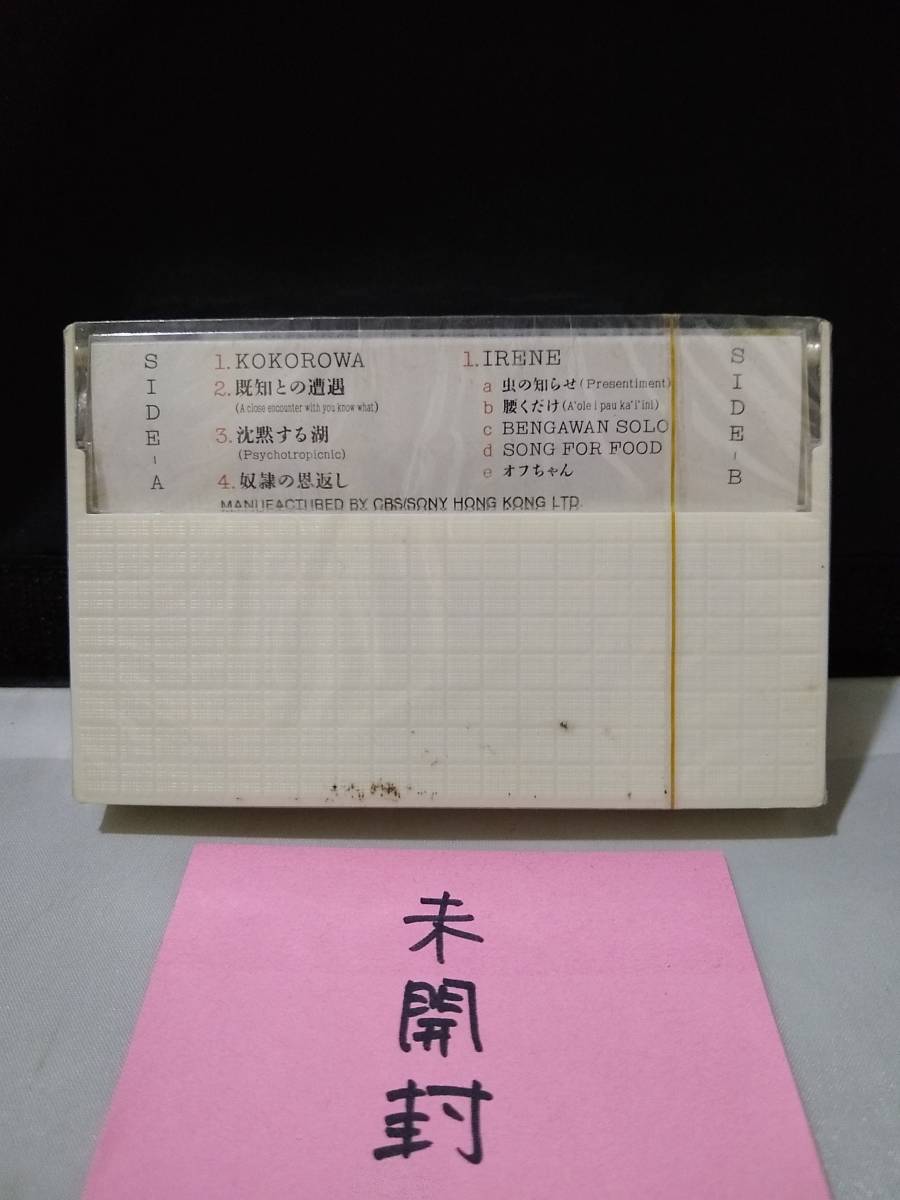 SIDE-A
1. KOKOROWA
2. 既知との遭遇
(A close encounter with you know what)
3. 沈黙する湖
(Psychotropicnic)
4. 奴隷の恩返し
1. IRENE
a 虫の知らせ (Presentiment)
b 腰くだけ (A'ole i pau ka'i'ini)
c BENGAWAN SOLO
d SONG FOR FOOD
e オフちゃん
SIDE-B
MANUFACTURED BY CBS/SONY HONG KONG LTD.
未開封